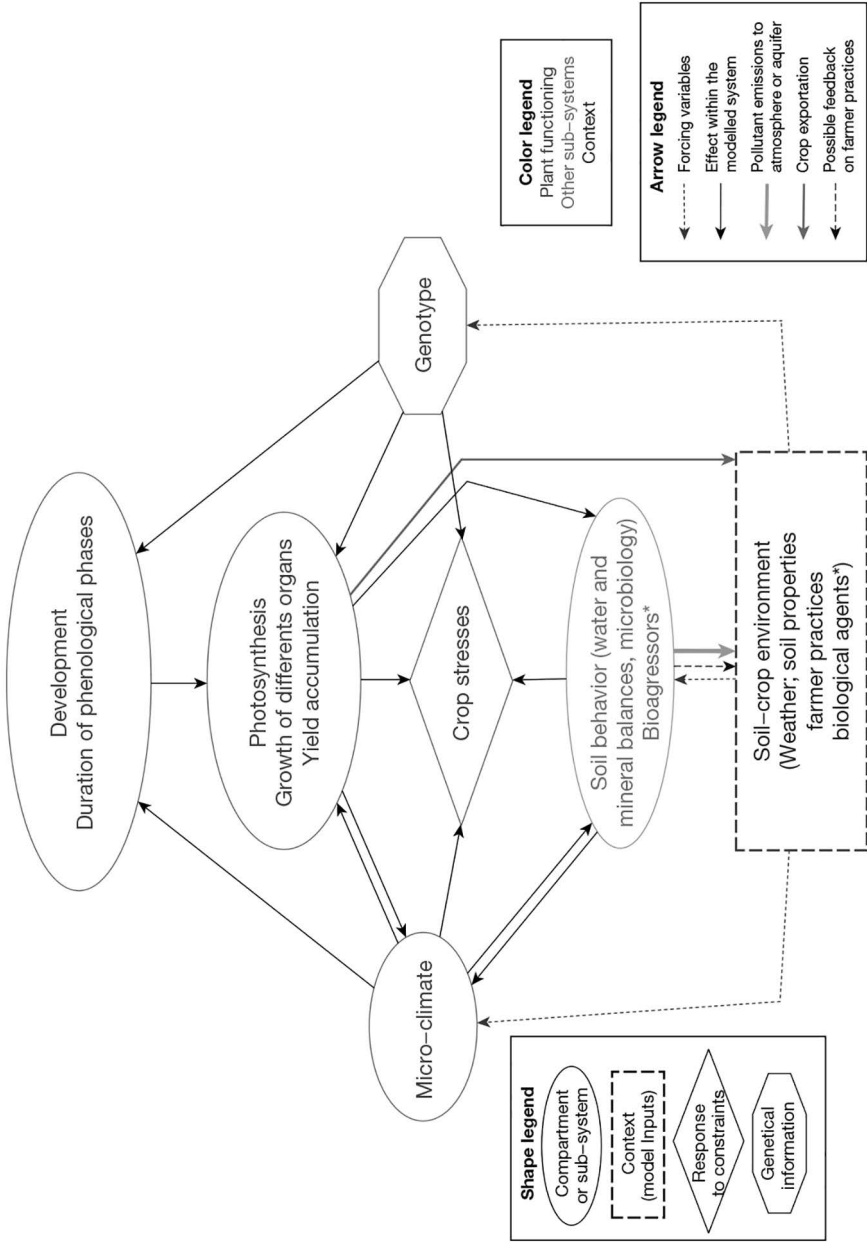 Development
Duration of phenological phases
Photosynthesis
Growth of differents organs
Yield accumulation
Micro-climate
Crop stresses
Genotype
Soil behavior (water and
mineral balances, microbiology)
Bioagressors*
Soil-crop environment
(Weather; soil properties
farmer practices
biological agents*)
Shape legend
Compartment
or sub-system
Context
(model Inputs)
Response
to constraints
Genetical
information
Color legend
Plant functioning
Other sub-systems
Context
Arrow legend
Forcing variables
Effect within the
modelled system
Pollutant emissions to
atmosphere or aquifer
Crop exportation
Possible feedback
on farmer practices